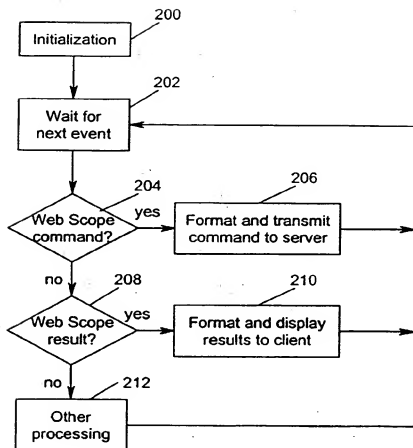 200
Initialization
202
Wait for
next event
204
Web Scope
command?
yes
206
Format and transmit
command to server
no
208
Web Scope
result?
yes
210
Format and display
results to client
no
212
Other
processing